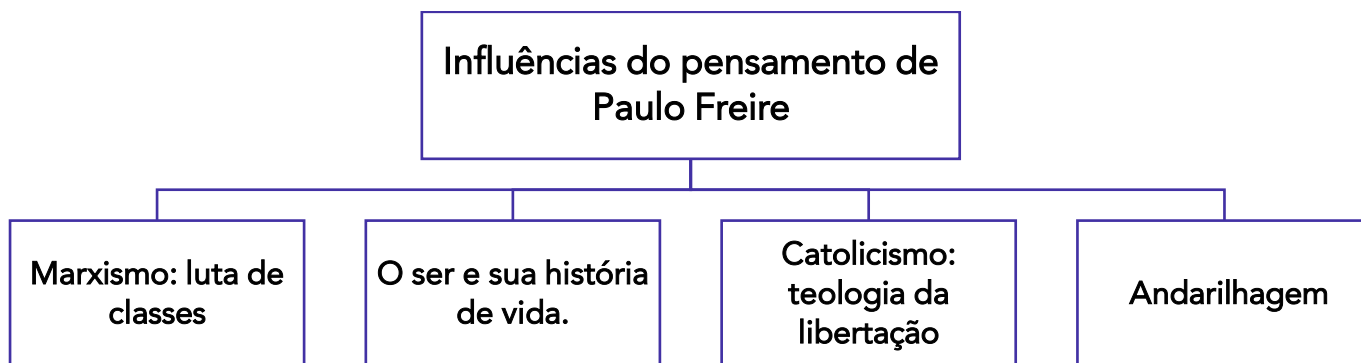 Influências do pensamento de
Paulo Freire
Marxismo: luta de
classes
O ser e sua história
de vida.
Catolicismo:
teologia da
libertação
Andarilhagem